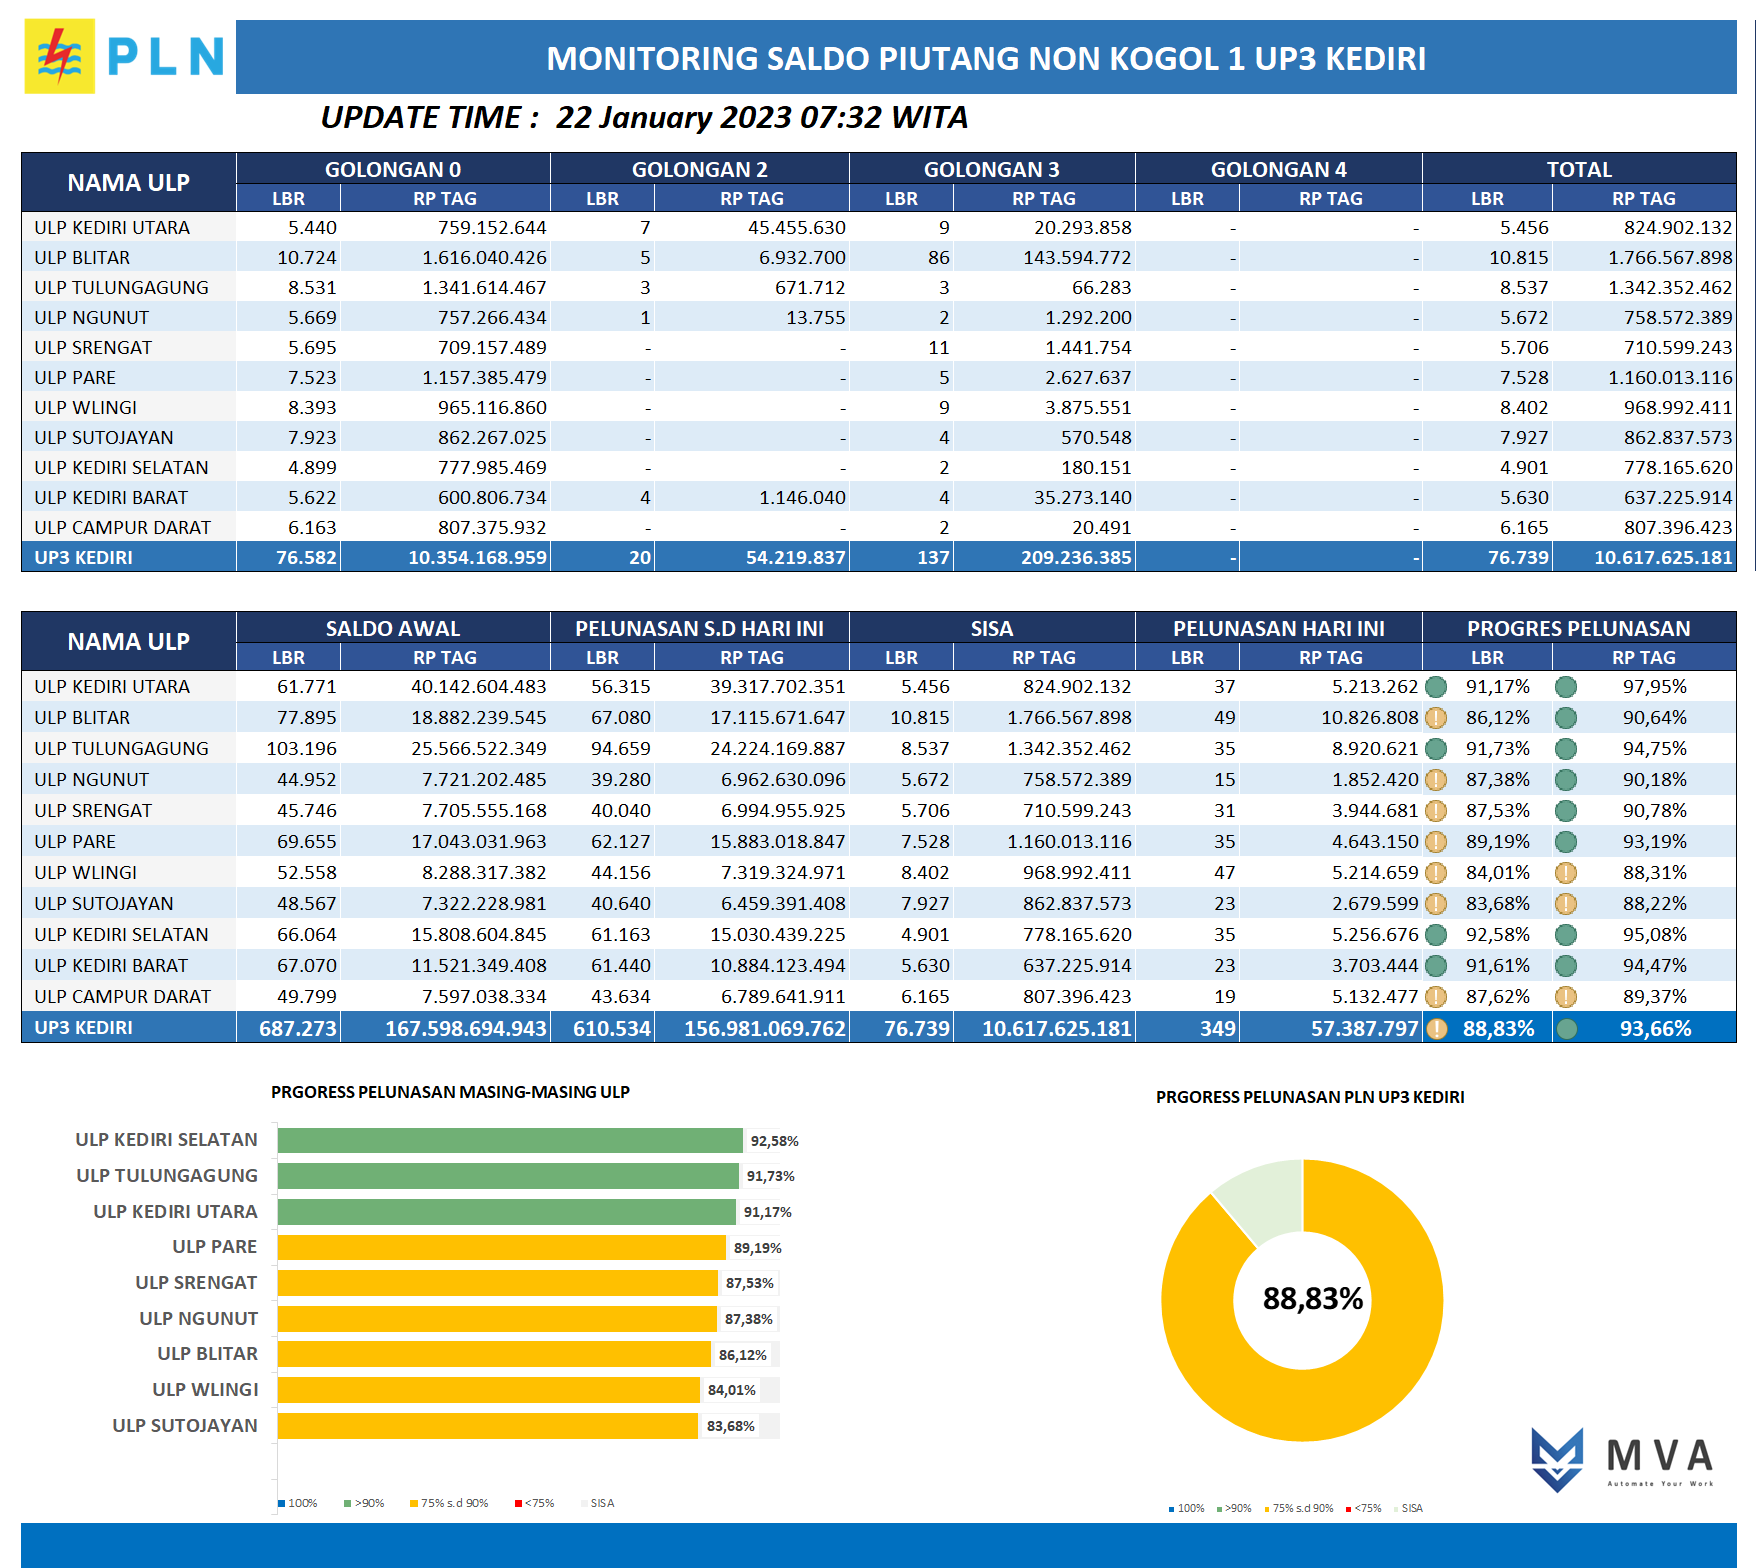 PLN
MONITORING SALDO PIUTANG NON KOGOL 1 UP3 KEDIRI
UPDATE TIME : 22 January 2023 07:32 WITA
NAMA ULP GOLONGAN 0 GOLONGAN 2 GOLONGAN 3 GOLONGAN 4 TOTAL
LBR RP TAG LBR RP TAG LBR RP TAG LBR RP TAG LBR RP TAG
ULP KEDIRI UTARA 5.440 759.152.644 7 45.455.630 9 20.293.858 - - 5.456 824.902.132
ULP BLITAR 10.724 1.616.040.426 5 6.932.700 86 143.594.772 - - 10.815 1.766.567.898
ULP TULUNGAGUNG 8.531 1.341.614.467 3 671.712 3 66.283 - - 8.537 1.342.352.462
ULP NGUNUT 5.669 757.266.434 1 13.755 2 1.292.200 - - 5.672 758.572.389
ULP SRENGAT 5.695 709.157.489 - - 11 1.441.754 - - 5.706 710.599.243
ULP PARE 7.523 1.157.385.479 - - 5 2.627.637 - - 7.528 1.160.013.116
ULP WLINGI 8.393 965.116.860 - - 9 3.875.551 - - 8.402 968.992.411
ULP SUTOJAYAN 7.923 862.267.025 - - 4 570.548 - - 7.927 862.837.573
ULP KEDIRI SELATAN 4.899 777.985.469 - - 2 180.151 - - 4.901 778.165.620
ULP KEDIRI BARAT 5.622 600.806.734 4 1.146.040 4 35.273.140 - - 5.630 637.225.914
ULP CAMPUR DARAT 6.163 807.375.932 - - 2 20.491 - - 6.165 807.396.423
UP3 KEDIRI 76.582 10.354.168.959 20 54.219.837 137 209.236.385 - - 76.739 10.617.625.181
NAMA ULP SALDO AWAL PELUNASAN S.D HARI INI SISA PELUNASAN HARI INI PROGRES PELUNASAN
LBR RP TAG LBR RP TAG LBR RP TAG LBR RP TAG LBR RP TAG
ULP KEDIRI UTARA 61.771 40.142.604.483 56.315 39.317.702.351 5.456 824.902.132 37 5.213.262 91,17% 97,95%
ULP BLITAR 77.895 18.882.239.545 67.080 17.115.671.647 10.815 1.766.567.898 49 10.826.808 ! 86,12% 90,64%
ULP TULUNGAGUNG 103.196 25.566.522.349 94.659 24.224.169.887 8.537 1.342.352.462 35 8.920.621 91,73% 94,75%
ULP NGUNUT 44.952 7.721.202.485 39.280 6.962.630.096 5.672 758.572.389 15 1.852.420 ! 87,38% 90,18%
ULP SRENGAT 45.746 7.705.555.168 40.040 6.994.955.925 5.706 710.599.243 31 3.944.681 ! 87,53% 90,78%
ULP PARE 69.655 17.043.031.963 62.127 15.883.018.847 7.528 1.160.013.116 35 4.643.150 ! 89,19% 93,19%
ULP WLINGI 52.558 8.288.317.382 44.156 7.319.324.971 8.402 968.992.411 47 5.214.659 ! 84,01% ! 88,31%
ULP SUTOJAYAN 48.567 7.322.228.981 40.640 6.459.391.408 7.927 862.837.573 23 2.679.599 ! 83,68% ! 88,22%
ULP KEDIRI SELATAN 66.064 15.808.604.845 61.163 15.030.439.225 4.901 778.165.620 35 5.256.676 92,58% 95,08%
ULP KEDIRI BARAT 67.070 11.521.349.408 61.440 10.884.123.494 5.630 637.225.914 23 3.703.444 91,61% 94,47%
ULP CAMPUR DARAT 49.799 7.597.038.334 43.634 6.789.641.911 6.165 807.396.423 19 5.132.477 ! 87,62% ! 89,37%
UP3 KEDIRI 687.273 167.598.694.943 610.534 156.981.069.762 76.739 10.617.625.181 349 57.387.797 ! 88,83% 93,66%
PRGORESS PELUNASAN MASING-MASING ULP
ULP KEDIRI SELATAN 92,58%
ULP TULUNGAGUNG 91,73%
ULP KEDIRI UTARA 91,17%
ULP PARE 89,19%
ULP SRENGAT 87,53%
ULP NGUNUT 87,38%
ULP BLITAR 86,12%
ULP WLINGI 84,01%
ULP SUTOJAYAN 83,68%
100% >90% 75% s.d 90% <75% SISA
PRGORESS PELUNASAN PLN UP3 KEDIRI
88,83%
100% >90% 75% s.d 90% <75% SISA
MVA
Automate Your Work